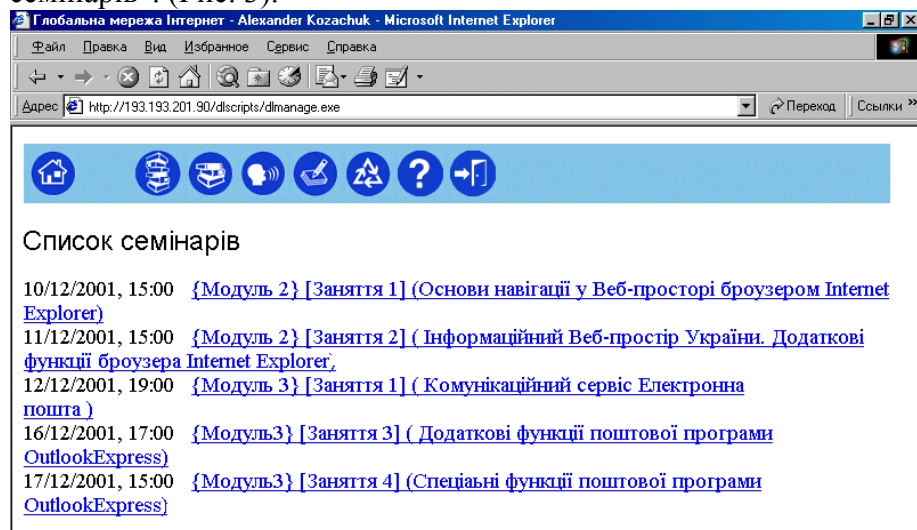 семінарів". (Рис. 3).
Глобальна мережа Інтернет - Alexander Kozachuk - Microsoft Internet Explorer
Файл Правка Вид Избранное Сервис Справка
Адрес http://193.193.201.90/dlscripts/dlmanage.exe Переход Ссылки »
Список семінарів
10/12/2001, 15:00 {Модуль 2} [Заняття 1] (Основи навігації у Веб-просторі броузером Internet
Explorer)
11/12/2001, 15:00 {Модуль 2} [Заняття 2] ( Інформаційний Веб-простір України. Додаткові
функції броузера Internet Explorer)
12/12/2001, 19:00 {Модуль 3} [Заняття 1] ( Комунікаційний сервіс Електронна
пошта )
16/12/2001, 17:00 {Модуль3} [Заняття 3] ( Додаткові функції поштової програми
OutlookExpress)
17/12/2001, 15:00 {Модуль3} [Заняття 4] (Спеціаьні функції поштової програми
OutlookExpress)